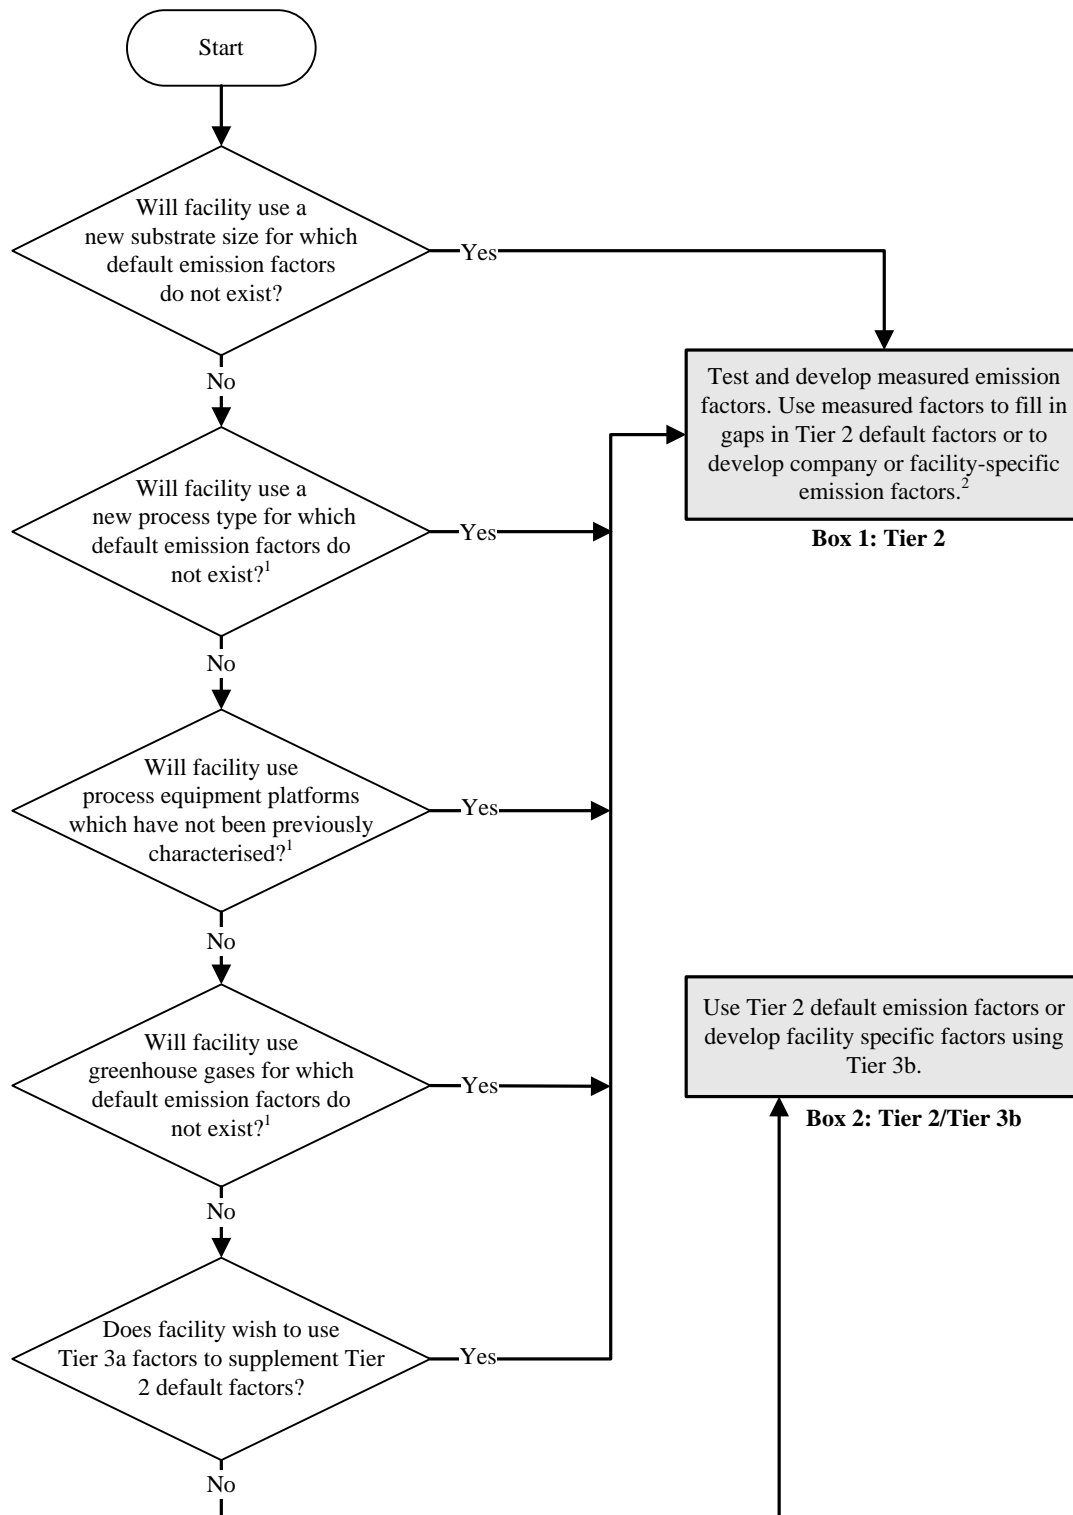 Start
Will facility use a
new substrate size for which
default emission factors
do not exist?
Yes
No
Test and develop measured emission
factors. Use measured factors to fill in
gaps in Tier 2 default factors or to
develop company or facility-specific
emission factors.2
Box 1: Tier 2
Will facility use a
new process type for which
default emission factors do
not exist?1
Yes
No
Will facility use
process equipment platforms
which have not been previously
characterised?1
Yes
No
Will facility use
greenhouse gases for which
default emission factors do
not exist?1
Yes
No
Use Tier 2 default emission factors or
develop facility specific factors using
Tier 3b.
Box 2: Tier 2/Tier 3b
Does facility wish to use
Tier 3a factors to supplement Tier
2 default factors?
Yes
No